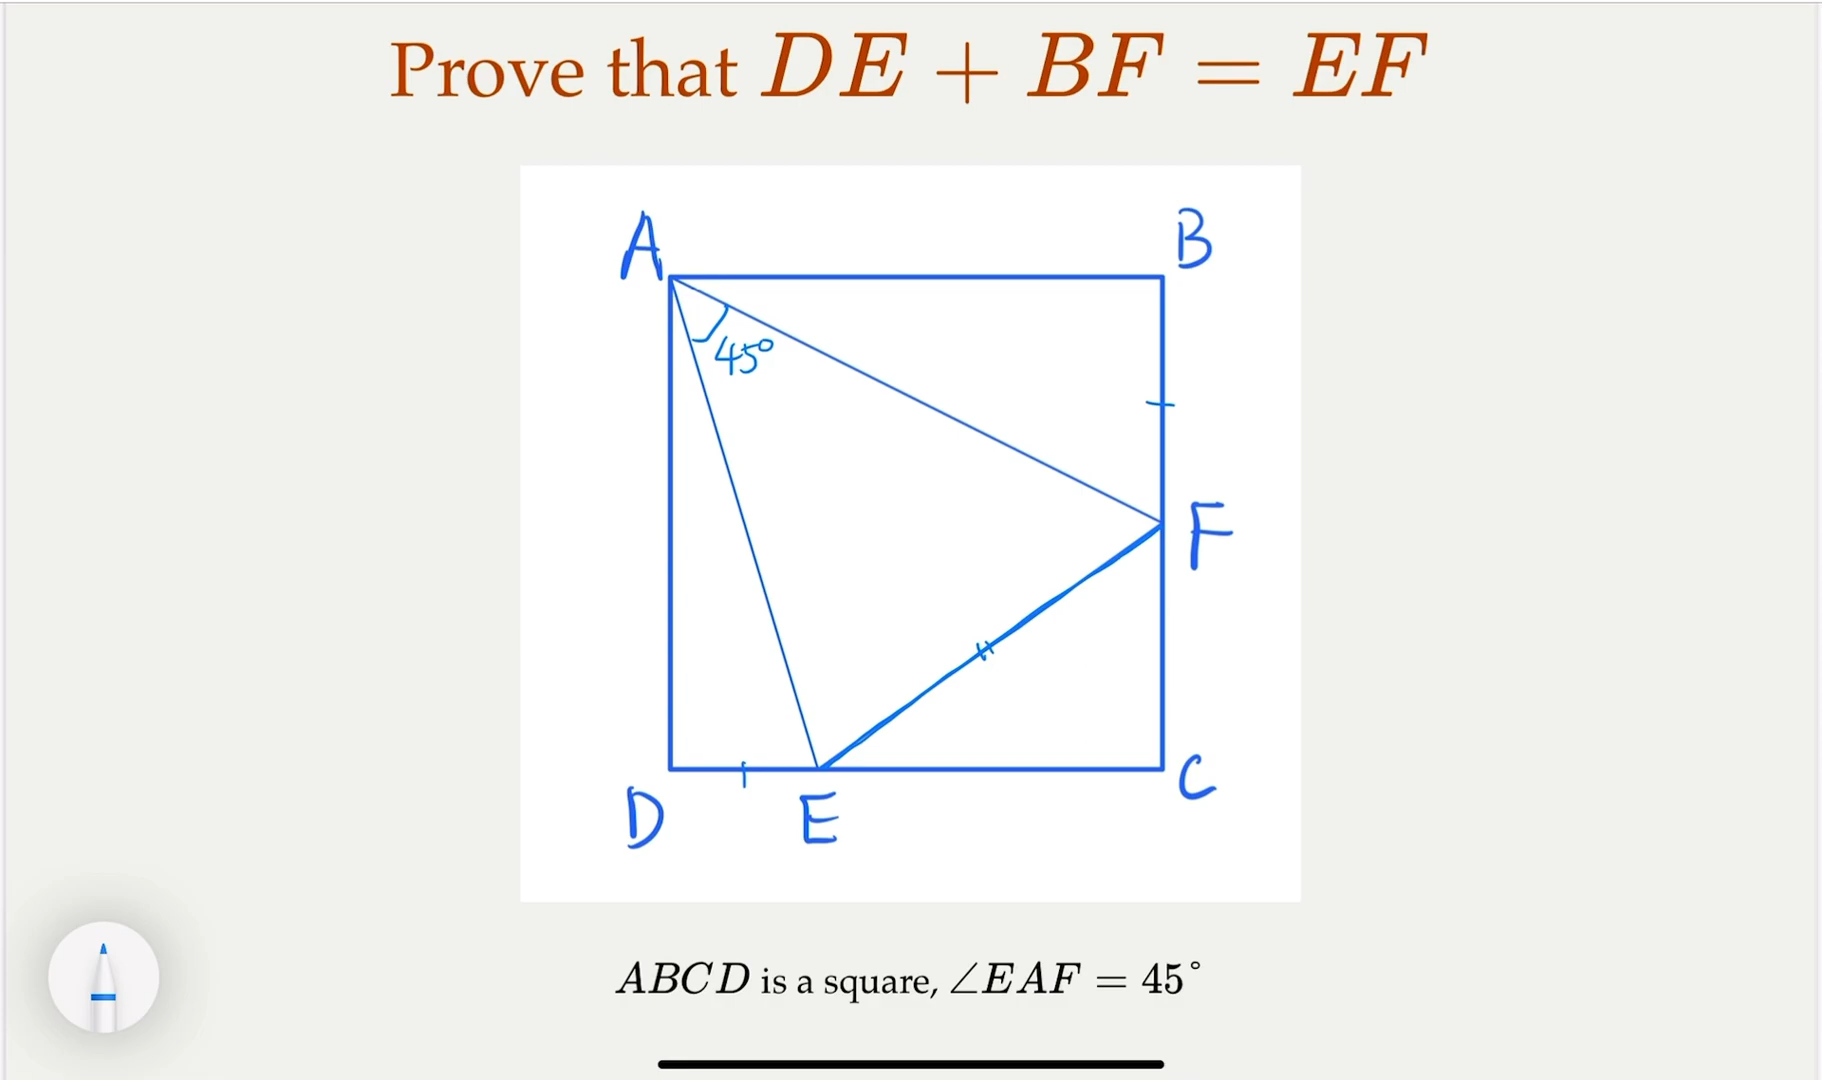 Prove that DE + BF = EF
A
B
45°
F
D
E
C
ABCD is a square, ∠EAF = 45°